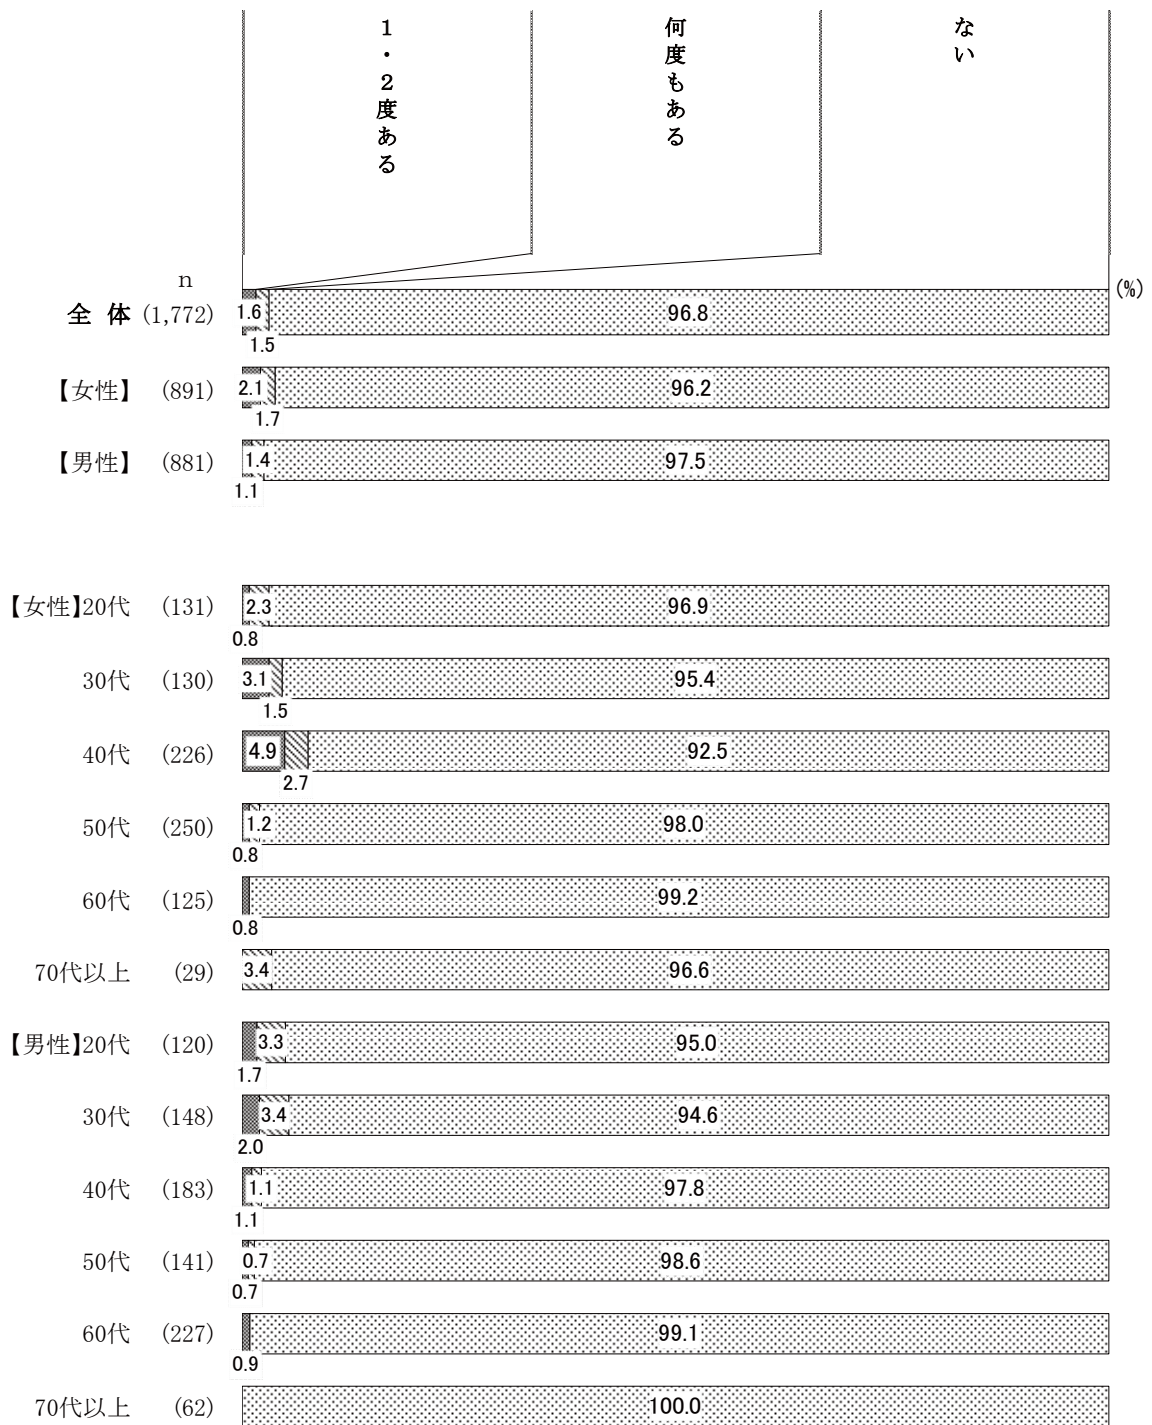 1・2度ある
何度もある
ない
n
(%)
全体 (1,772) 1.6 96.8
1.5
【女性】 (891) 2.1 96.2
1.7
【男性】 (881) 1.4 97.5
1.1
【女性】20代 (131) 2.3 96.9
0.8
30代 (130) 3.1 95.4
1.5
40代 (226) 4.9 92.5
2.7
50代 (250) 1.2 98.0
0.8
60代 (125) 99.2
0.8
70代以上 (29) 3.4 96.6
【男性】20代 (120) 3.3 95.0
1.7
30代 (148) 3.4 94.6
2.0
40代 (183) 1.1 97.8
1.1
50代 (141) 0.7 98.6
0.7
60代 (227) 99.1
0.9
70代以上 (62) 100.0